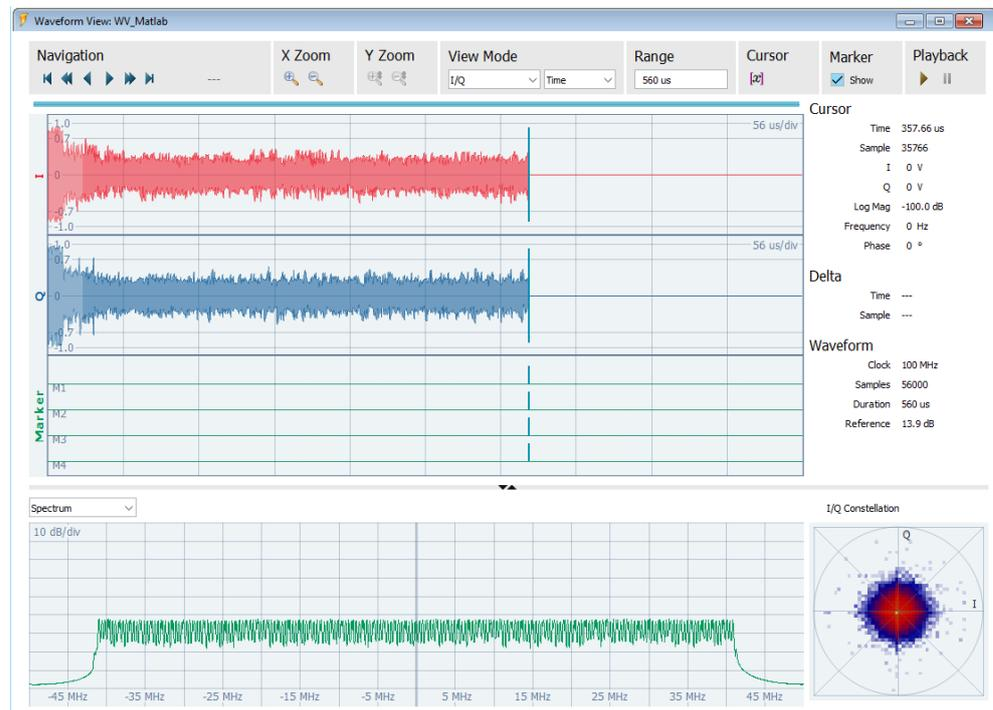 Waveform View: WV_Matlab
Navigation X Zoom Y Zoom View Mode Range Cursor Marker Playback
--- I/Q Time 560 us [x] Show
1.0 56 us/div
0.7
I 0
-0.7
-1.0
1.0 56 us/div
0.7
Q 0
-0.7
-1.0
Marker
M1
M2
M3
M4
Cursor
Time 357.66 us
Sample 35766
I 0 V
Q 0 V
Log Mag -100.0 dB
Frequency 0 Hz
Phase 0 °
Delta
Time ---
Sample ---
Waveform
Clock 100 MHz
Samples 56000
Duration 560 us
Reference 13.9 dB
Spectrum
10 dB/div
-45 MHz -35 MHz -25 MHz -15 MHz -5 MHz 5 MHz 15 MHz 25 MHz 35 MHz 45 MHz
I/Q Constellation
Q
I